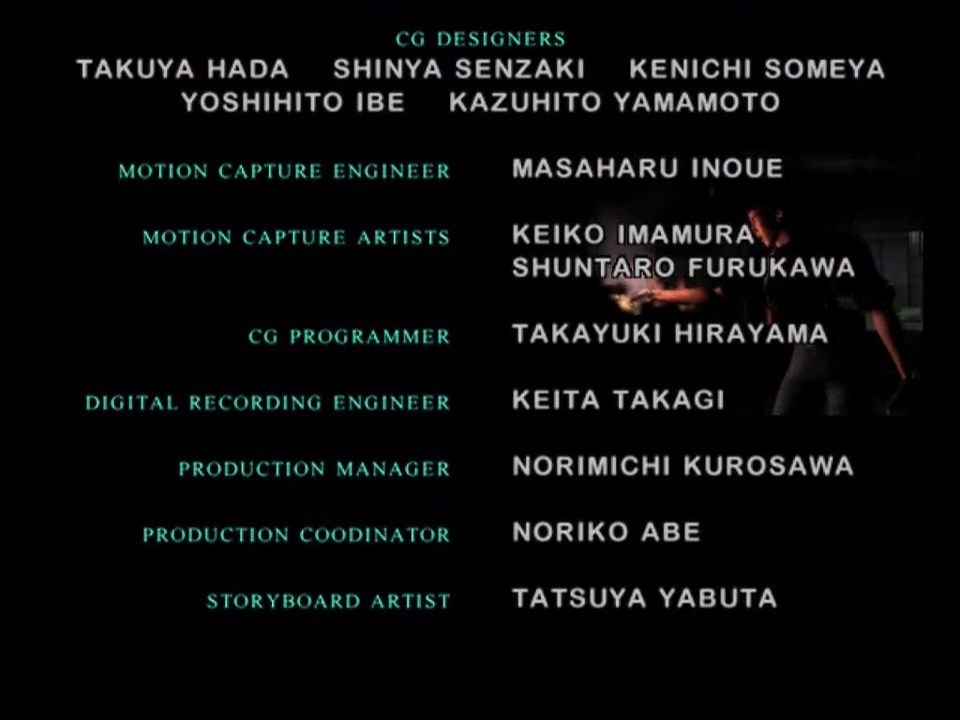 CG DESIGNERS
TAKUYA HADA SHINYA SENZAKI KENICHI SOMEYA
YOSHIHITO IBE KAZUHITO YAMAMOTO
MOTION CAPTURE ENGINEER MASAHARU INOUE
MOTION CAPTURE ARTISTS KEIKO IMAMURA
SHUNTARO FURUKAWA
CG PROGRAMMER TAKAYUKI HIRAYAMA
DIGITAL RECORDING ENGINEER KEITA TAKAGI
PRODUCTION MANAGER NORIMICHI KUROSAWA
PRODUCTION COODINATOR NORIKO ABE
STORYBOARD ARTIST TATSUYA YABUTA